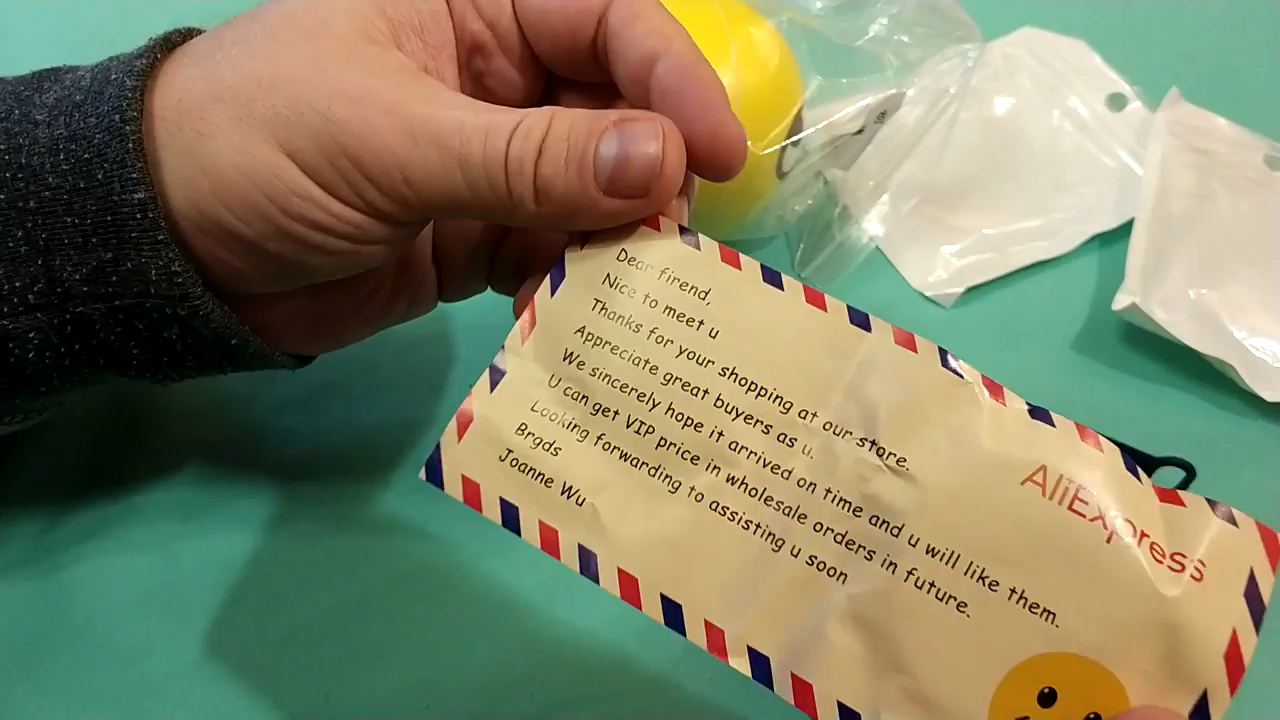 Dear firend,
Nice to meet u
Thanks for your shopping at our store.
Appreciate great buyers as u.
We sincerely hope it arrived on time and u will like them.
U can get VIP price in wholesale orders in future.
Looking forwarding to assisting u soon
Brgds
Joanne Wu
AliExpress